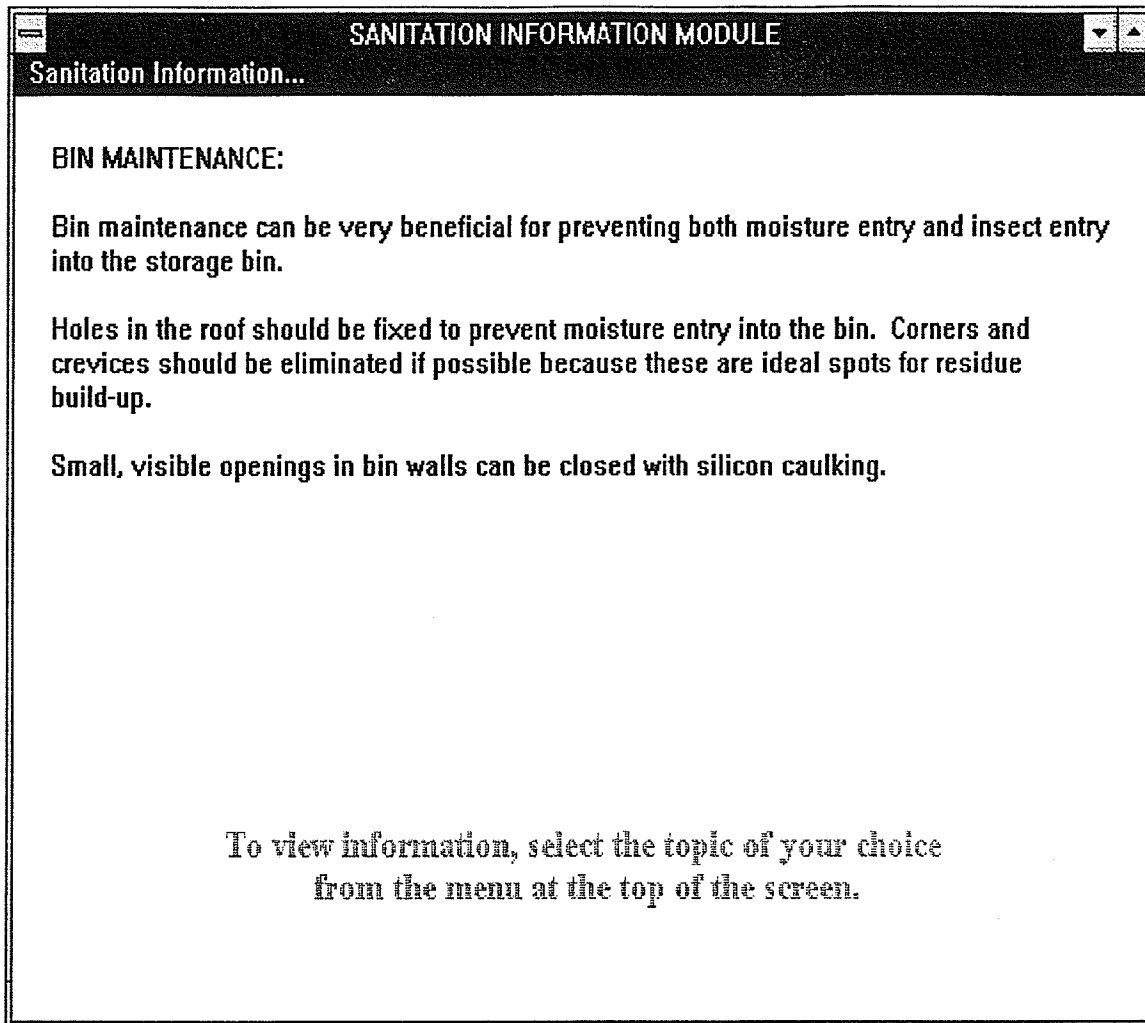 SANITATION INFORMATION MODULE
Sanitation Information...
BIN MAINTENANCE:
Bin maintenance can be very beneficial for preventing both moisture entry and insect entry
into the storage bin.
Holes in the roof should be fixed to prevent moisture entry into the bin.  Corners and
crevices should be eliminated if possible because these are ideal spots for residue
build-up.
Small, visible openings in bin walls can be closed with silicon caulking.
To view information, select the topic of your choice
from the menu at the top of the screen.